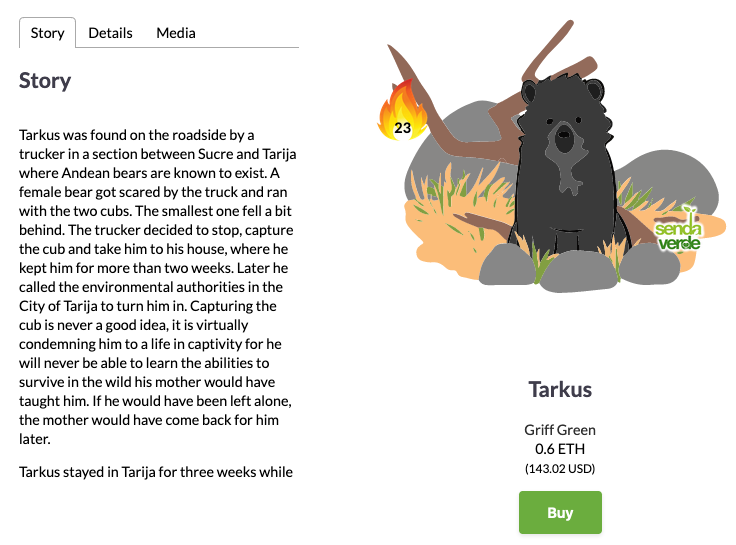 Story Details Media
Story
Tarkus was found on the roadside by a
trucker in a section between Sucre and Tarija
where Andean bears are known to exist. A
female bear got scared by the truck and ran
with the two cubs. The smallest one fell a bit
behind. The trucker decided to stop, capture
the cub and take him to his house, where he
kept him for more than two weeks. Later he
called the environmental authorities in the
City of Tarija to turn him in. Capturing the
cub is never a good idea, it is virtually
condemning him to a life in captivity for he
will never be able to learn the abilities to
survive in the wild his mother would have
taught him. If he would have been left alone,
the mother would have come back for him
later.
Tarkus stayed in Tarija for three weeks while
23
senda
verde
Tarkus
Griff Green
0.6 ETH
(143.02 USD)
Buy